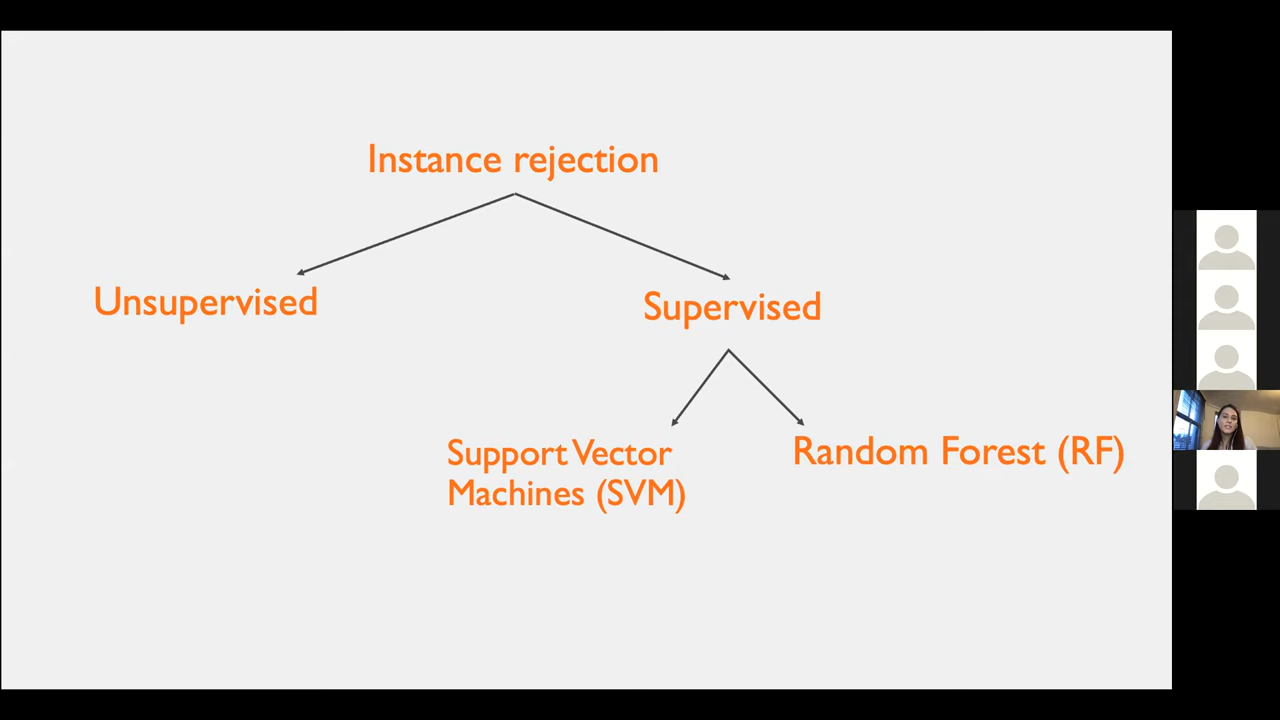 Instance rejection
Unsupervised
Supervised
Support Vector
Machines (SVM)
Random Forest (RF)